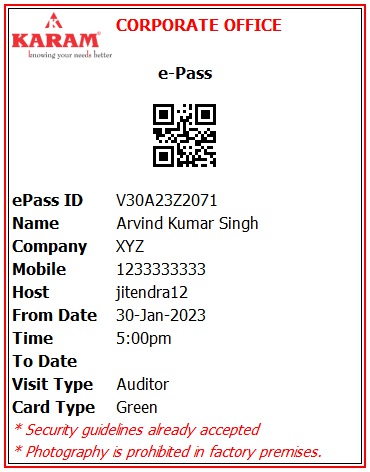 CORPORATE OFFICE
KARAM®
knowing your needs better
e-Pass
ePass ID V30A23Z2071
Name Arvind Kumar Singh
Company XYZ
Mobile 1233333333
Host jitendra12
From Date 30-Jan-2023
Time 5:00pm
To Date
Visit Type Auditor
Card Type Green
* Security guidelines already accepted
* Photography is prohibited in factory premises.